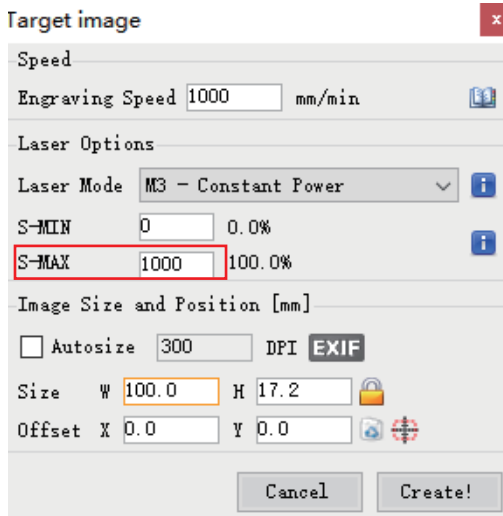 Target image
x
Speed
Engraving Speed 1000 mm/min
Laser Options
Laser Mode M3 - Constant Power
i
S-MIN 0 0.0%
i
S-MAX 1000 100.0%
Image Size and Position [mm]
Autosize 300 DPI EXIF
Size W 100.0 H 17.2
Offset X 0.0 Y 0.0
Cancel Create!